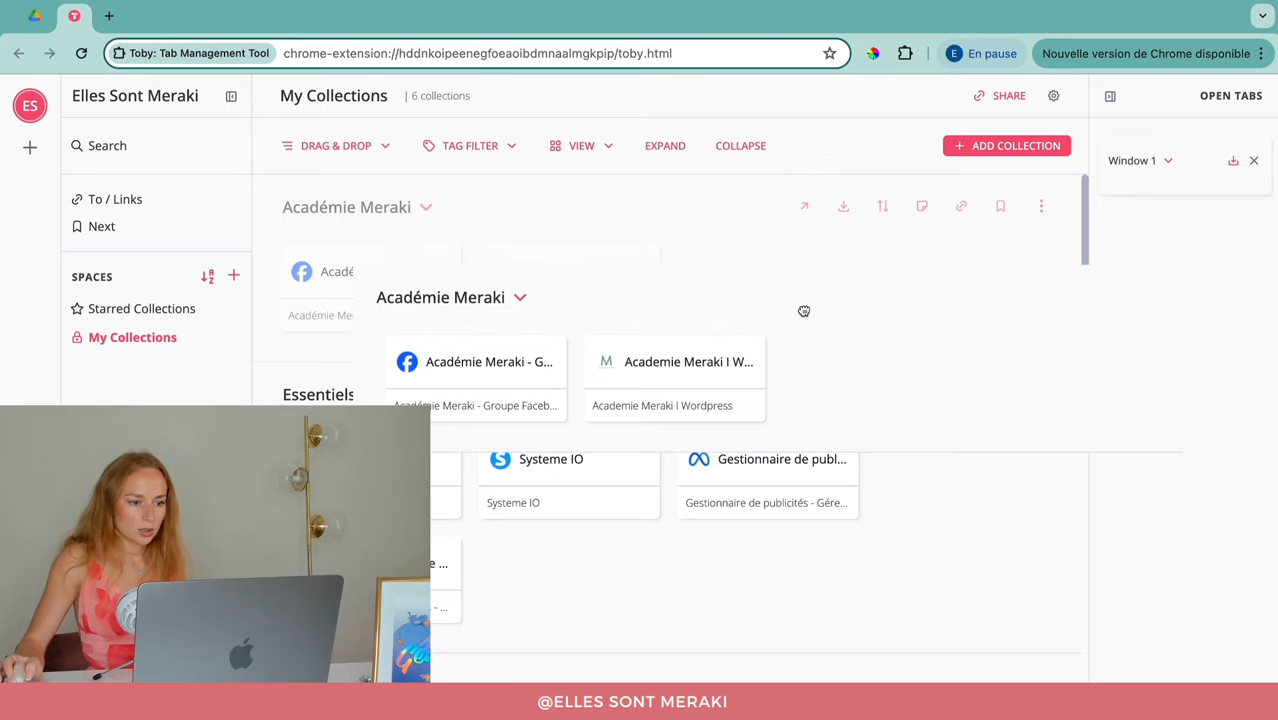 Toby: Tab Management Tool
chrome-extension://hddnkoipeenegfoeaoibdmnaalmgkpip/toby.html
E En pause
Nouvelle version de Chrome disponible
ES
Elles Sont Meraki
My Collections | 6 collections
SHARE
OPEN TABS
Search
DRAG & DROP
TAG FILTER
VIEW
EXPAND
COLLAPSE
ADD COLLECTION
Window 1
To / Links
Next
Académie Meraki
SPACES
Starred Collections
My Collections
Acadé
Académie Me
Académie Meraki
Académie Meraki - G...
Academie Meraki I W...
Essentiels
Académie Meraki - Groupe Faceb...
Academie Meraki I Wordpress
Systeme IO
Gestionnaire de publ...
Systeme IO
Gestionnaire de publicités - Gére...
e ...
- ...
@ELLES SONT MERAKI